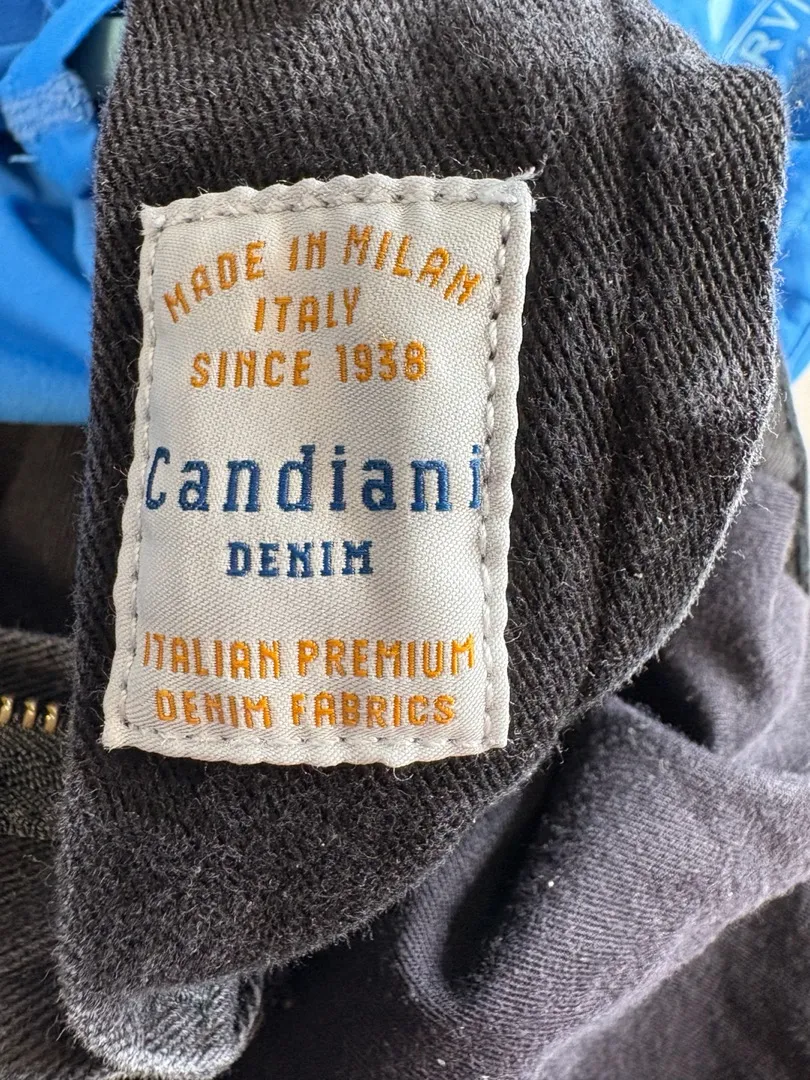 MADE IN MILAN
ITALY
SINCE 1938
Candiani
DENIM
ITALIAN PREMIUM
DENIM FABRICS